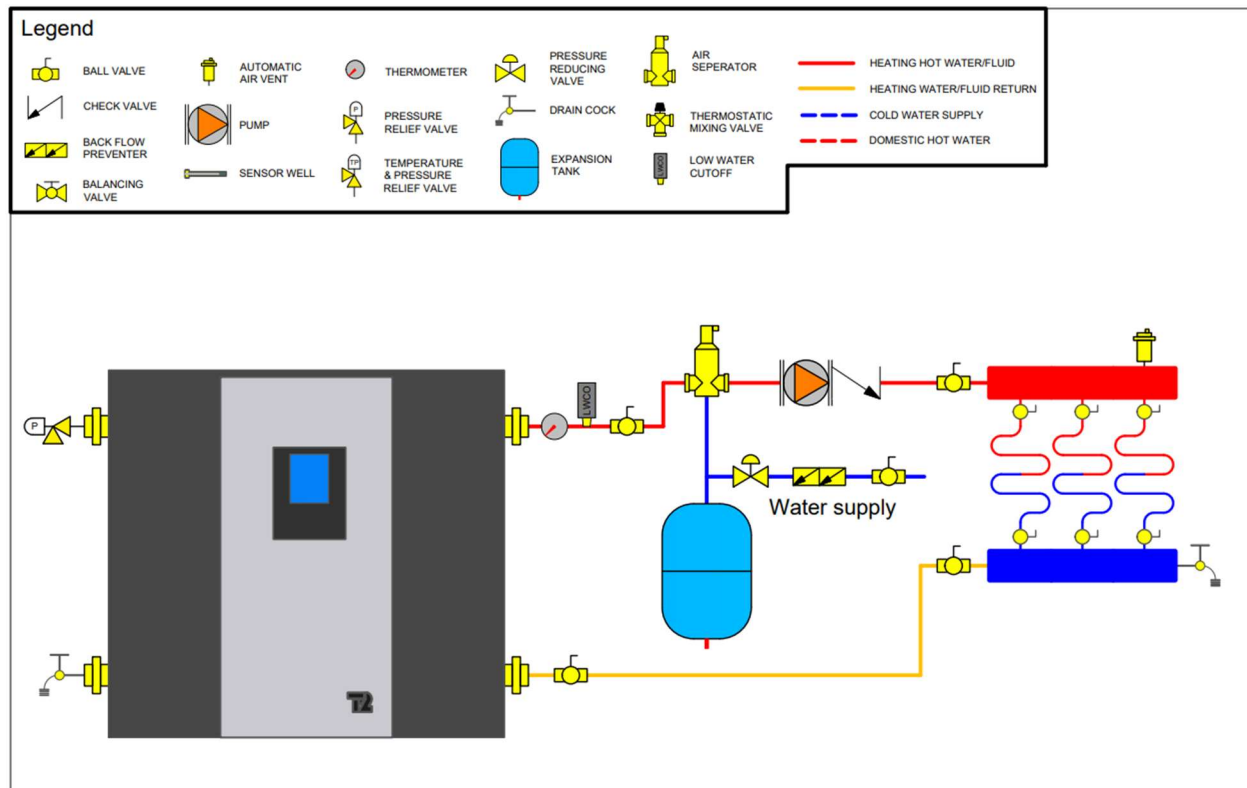 Legend
BALL VALVE
CHECK VALVE
BACK FLOW
PREVENTER
BALANCING
VALVE
AUTOMATIC
AIR VENT
PUMP
SENSOR WELL
THERMOMETER
P
PRESSURE
RELIEF VALVE
TP
TEMPERATURE
& PRESSURE
RELIEF VALVE
PRESSURE
REDUCING
VALVE
DRAIN COCK
EXPANSION
TANK
AIR
SEPERATOR
THERMOSTATIC
MIXING VALVE
LWCO
LOW WATER
CUTOFF
HEATING HOT WATER/FLUID
HEATING WATER/FLUID RETURN
COLD WATER SUPPLY
DOMESTIC HOT WATER
P
LWCO
Water supply